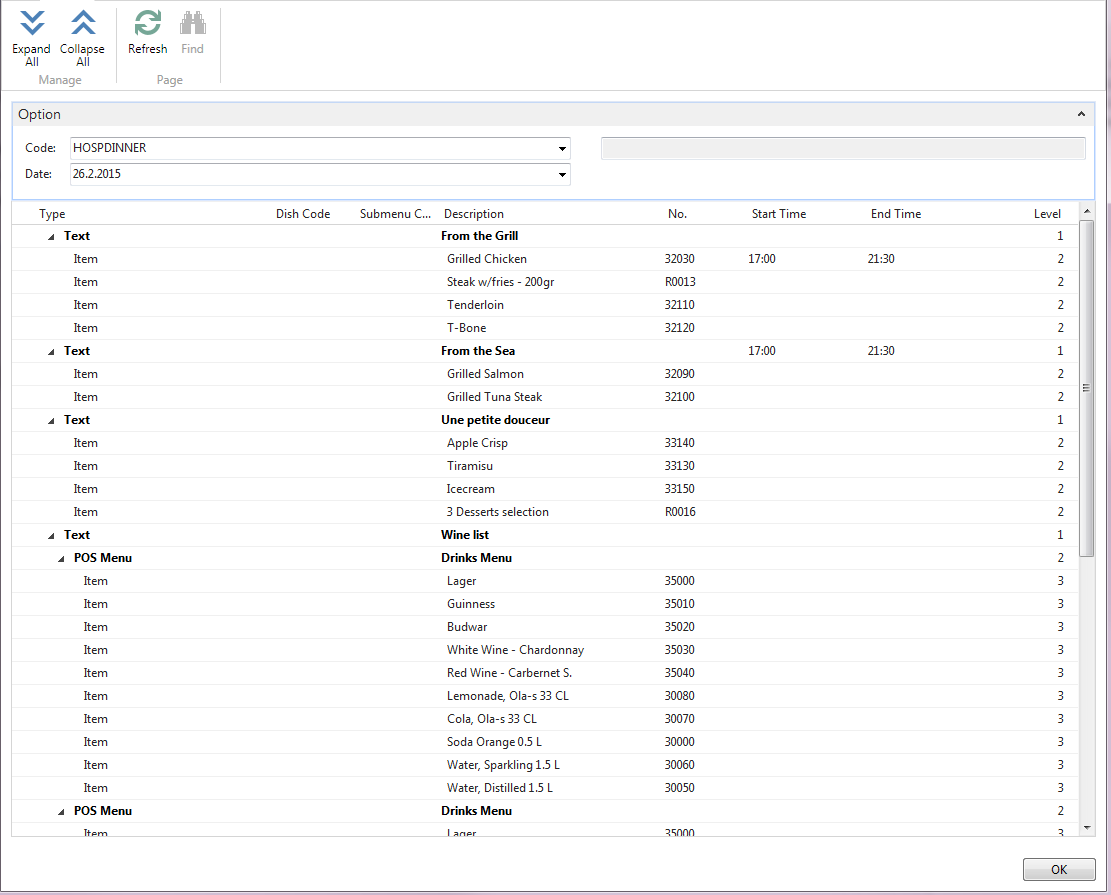 Expand All
Collapse All
Refresh
Find
Manage
Page
Option
Code: HOSPDINNER
Date: 26.2.2015
Type Dish Code Submenu C... Description No. Start Time End Time Level
Text From the Grill 1
Item Grilled Chicken 32030 17:00 21:30 2
Item Steak w/fries - 200gr R0013 2
Item Tenderloin 32110 2
Item T-Bone 32120 2
Text From the Sea 17:00 21:30 1
Item Grilled Salmon 32090 2
Item Grilled Tuna Steak 32100 2
Text Une petite douceur 1
Item Apple Crisp 33140 2
Item Tiramisu 33130 2
Item Icecream 33150 2
Item 3 Desserts selection R0016 2
Text Wine list 1
POS Menu Drinks Menu 2
Item Lager 35000 3
Item Guinness 35010 3
Item Budwar 35020 3
Item White Wine - Chardonnay 35030 3
Item Red Wine - Carbernet S. 35040 3
Item Lemonade, Ola-s 33 CL 30080 3
Item Cola, Ola-s 33 CL 30070 3
Item Soda Orange 0.5 L 30000 3
Item Water, Sparkling 1.5 L 30060 3
Item Water, Distilled 1.5 L 30050 3
POS Menu Drinks Menu 2
Item Lager 35000 3
OK